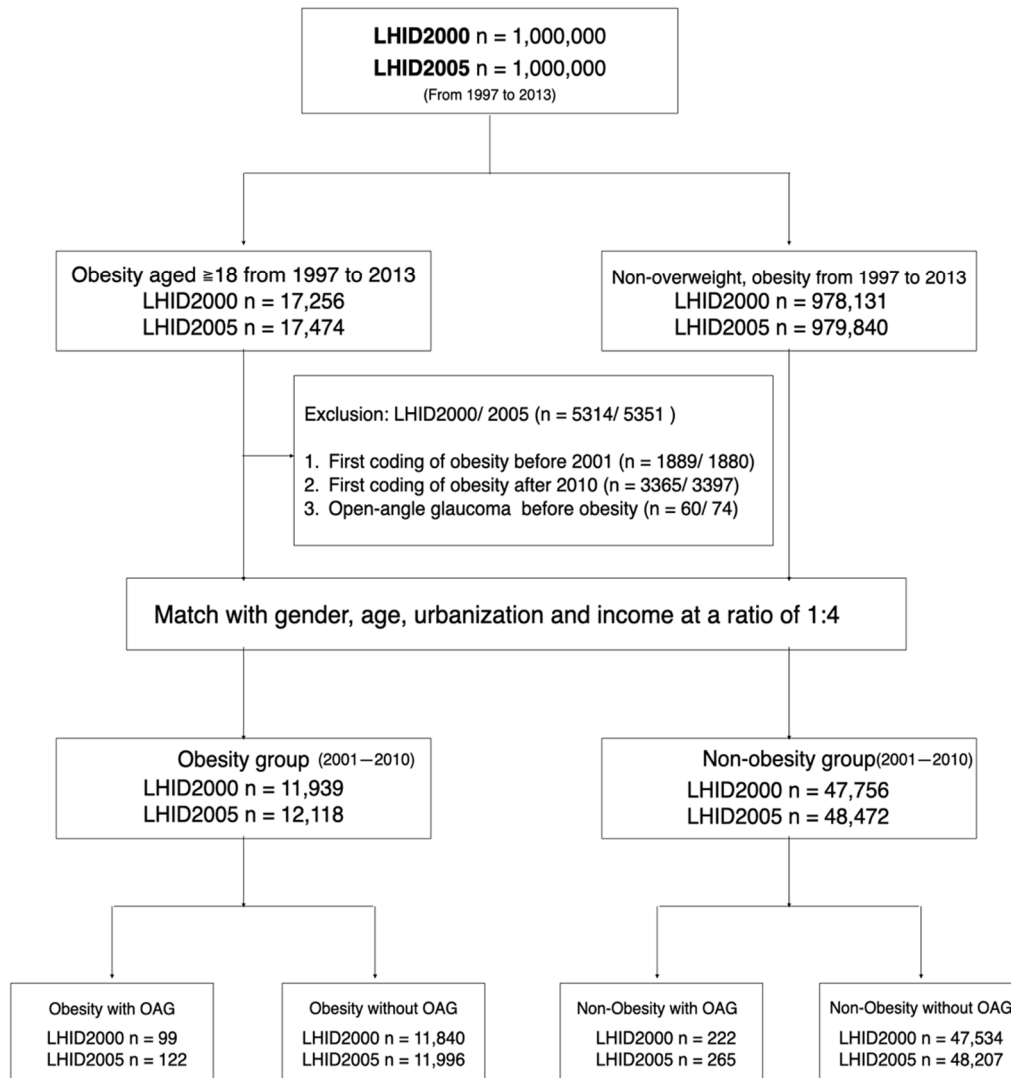 LHID2000 n = 1,000,000
LHID2005 n = 1,000,000
(From 1997 to 2013)
Obesity aged ≧18 from 1997 to 2013
LHID2000 n = 17,256
LHID2005 n = 17,474
Non-overweight, obesity from 1997 to 2013
LHID2000 n = 978,131
LHID2005 n = 979,840
Exclusion: LHID2000/ 2005 (n = 5314/ 5351 )
1. First coding of obesity before 2001 (n = 1889/ 1880)
2. First coding of obesity after 2010 (n = 3365/ 3397)
3. Open-angle glaucoma before obesity (n = 60/ 74)
Match with gender, age, urbanization and income at a ratio of 1:4
Obesity group (2001—2010)
LHID2000 n = 11,939
LHID2005 n = 12,118
Non-obesity group(2001—2010)
LHID2000 n = 47,756
LHID2005 n = 48,472
Obesity with OAG
LHID2000 n = 99
LHID2005 n = 122
Obesity without OAG
LHID2000 n = 11,840
LHID2005 n = 11,996
Non-Obesity with OAG
LHID2000 n = 222
LHID2005 n = 265
Non-Obesity without OAG
LHID2000 n = 47,534
LHID2005 n = 48,207